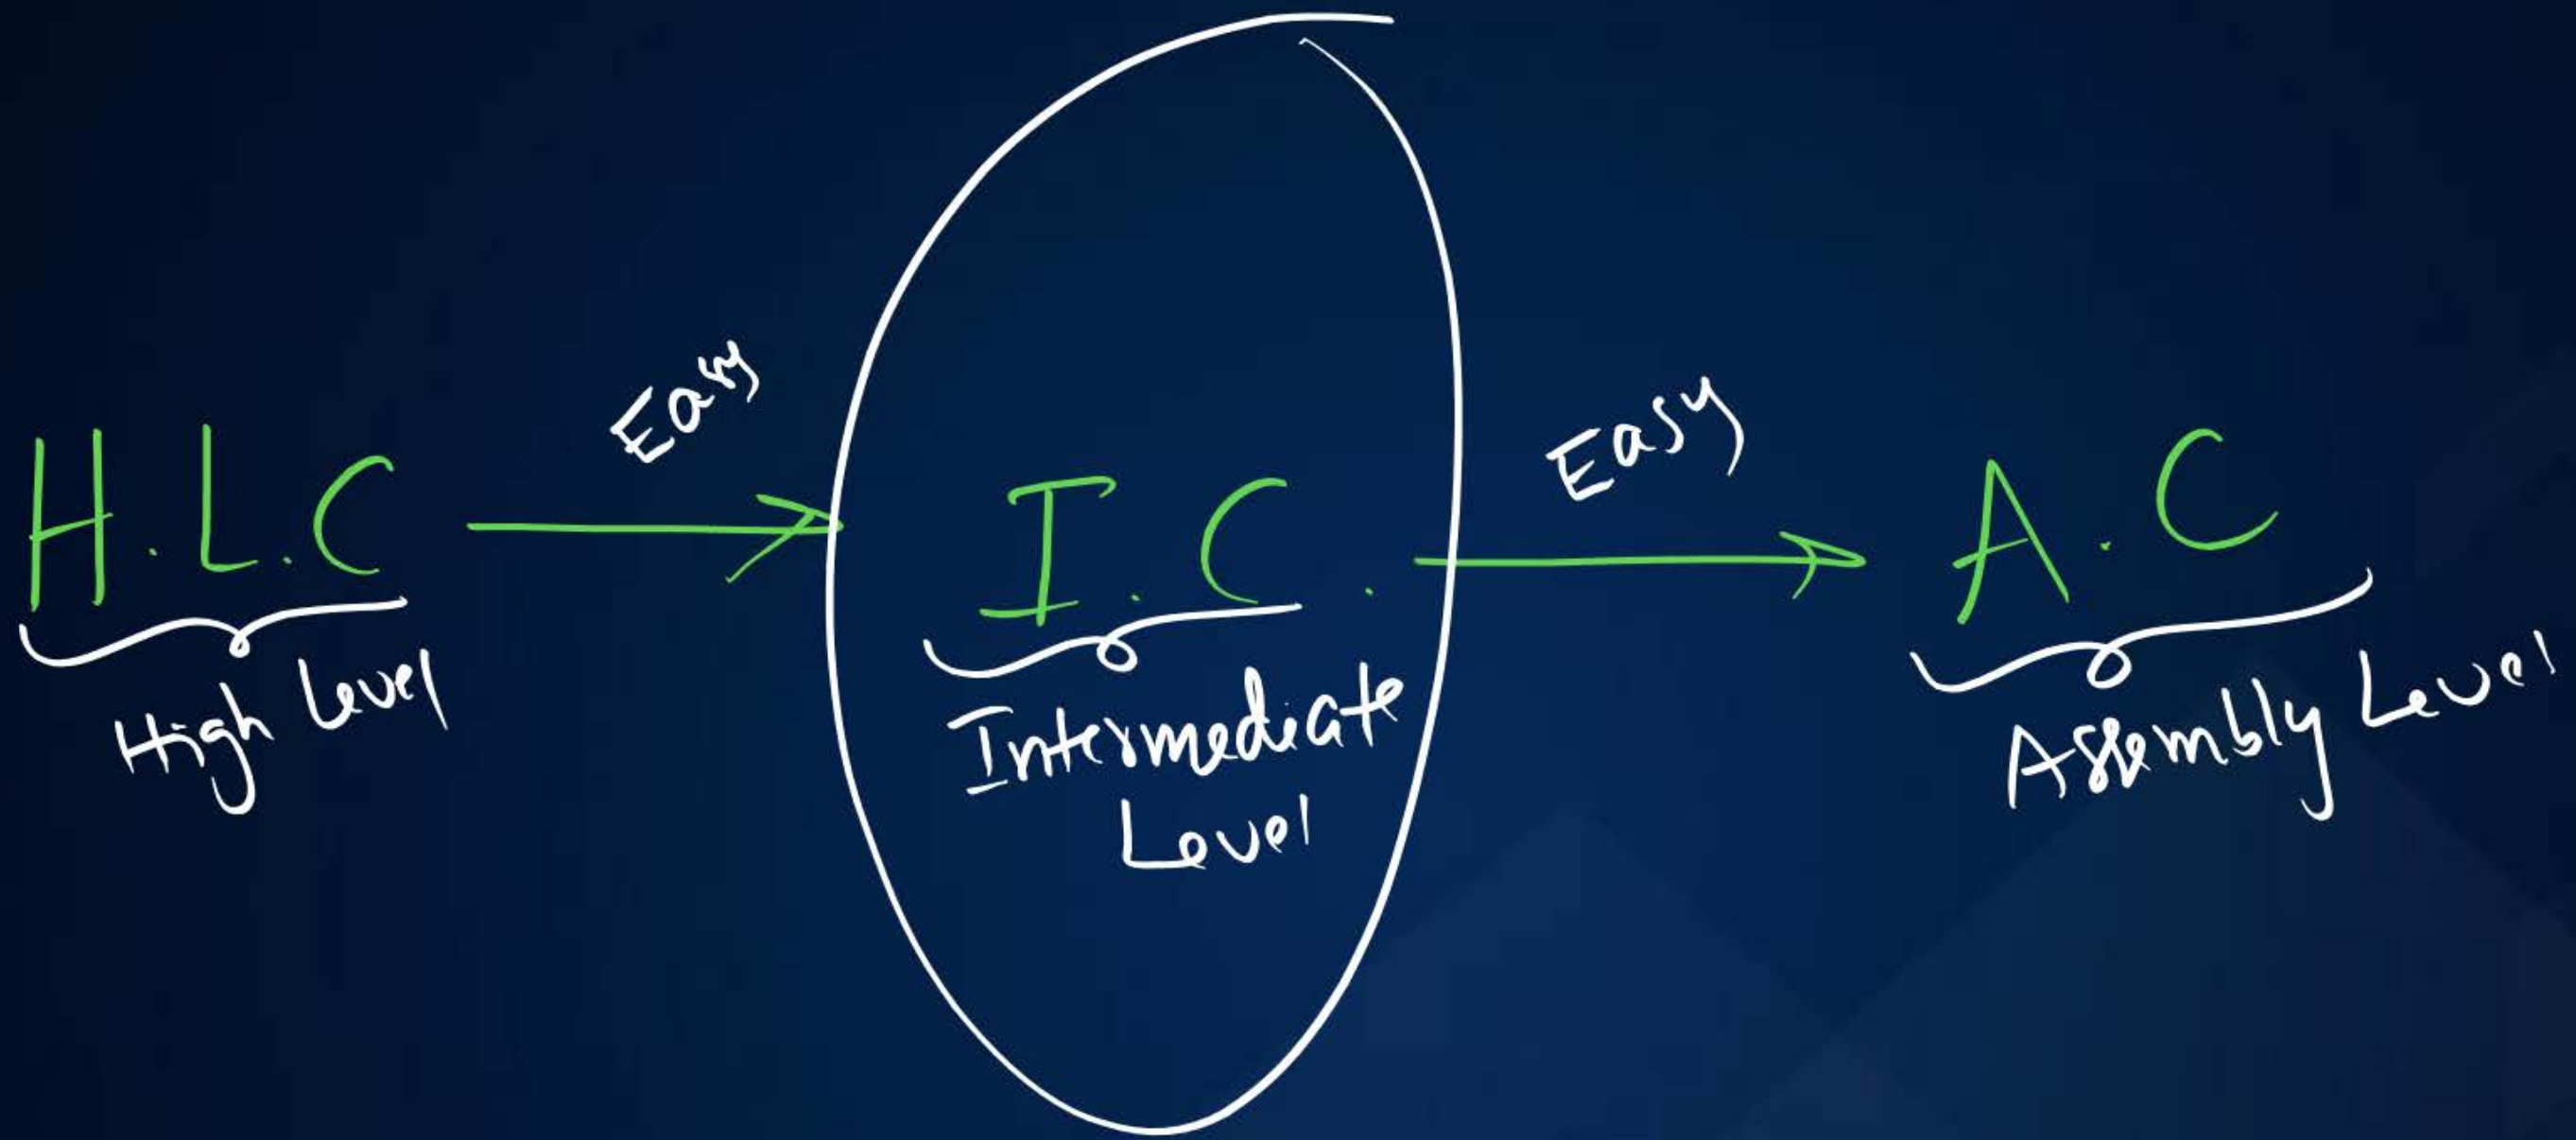 Easy
Easy
H.L.C
I.C.
A.C
High Level
Intermediate
Level
Assembly Level